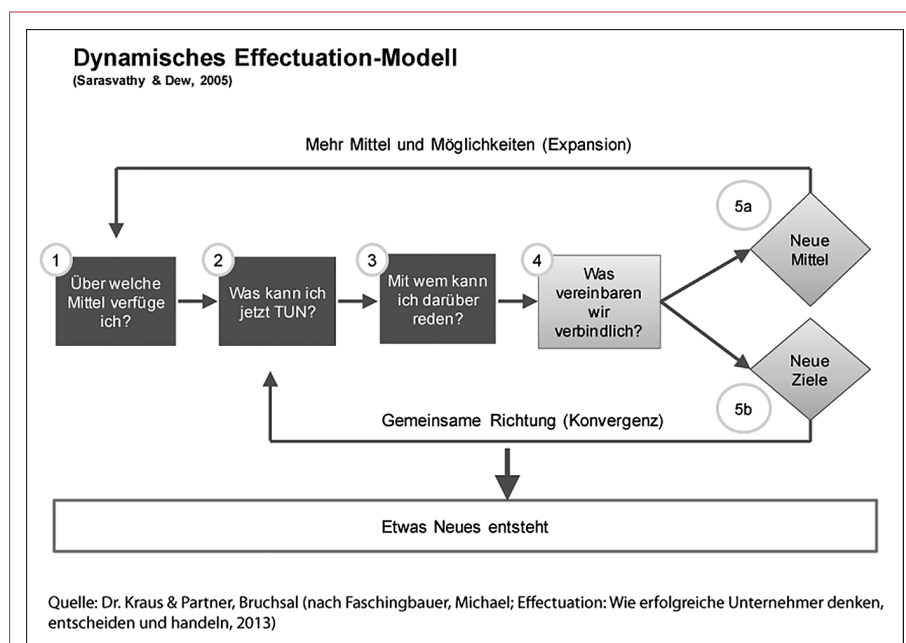 Dynamisches Effectuation-Modell
(Sarasvathy & Dew, 2005)
Mehr Mittel und Möglichkeiten (Expansion)
5a
Neue
Mittel
1
Über welche
Mittel verfüge
ich?
2
Was kann ich
jetzt TUN?
3
Mit wem kann
ich darüber
reden?
4
Was
vereinbaren
wir
verbindlich?
Neue
Ziele
5b
Gemeinsame Richtung (Konvergenz)
Etwas Neues entsteht
Quelle: Dr. Kraus & Partner, Bruchsal (nach Faschingbauer, Michael; Effectuation: Wie erfolgreiche Unternehmer denken,
entscheiden und handeln, 2013)